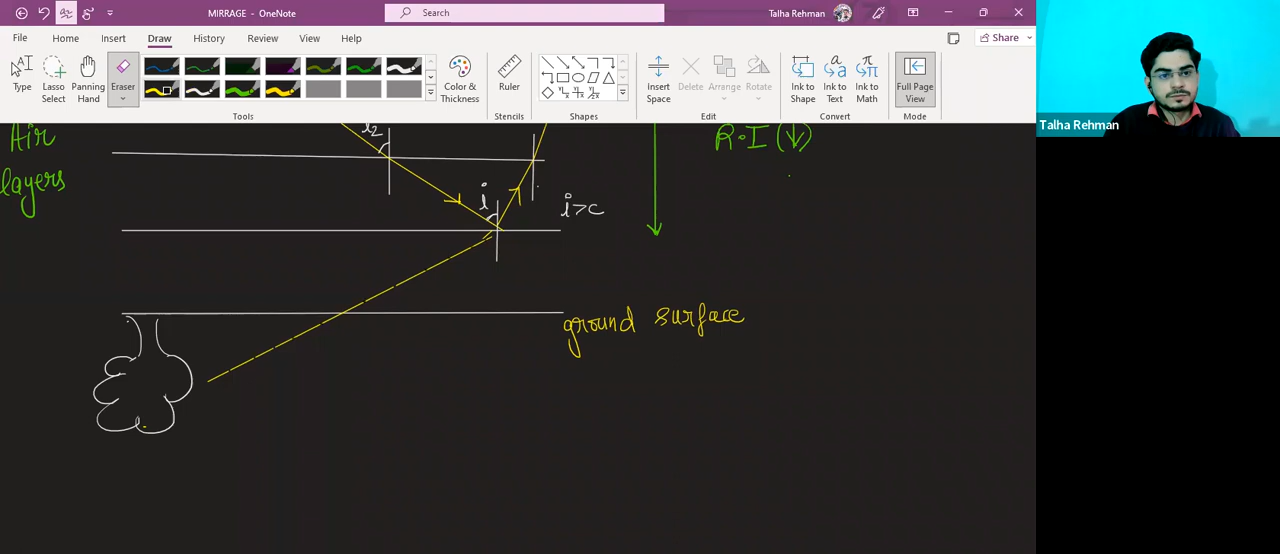 MIRRAGE - OneNote
Search
Talha Rehman
File Home Insert Draw History Review View Help
Share
Type
Lasso Select
Panning Hand
Eraser
Color & Thickness
Ruler
Insert Space
Delete
Arrange
Rotate
Ink to Shape
Ink to Text
Ink to Math
Full Page View
Tools
Stencils
Shapes
Edit
Convert
Mode
Talha Rehman
Air
layers
i2
R.I (↓)
i
i>c
ground surface